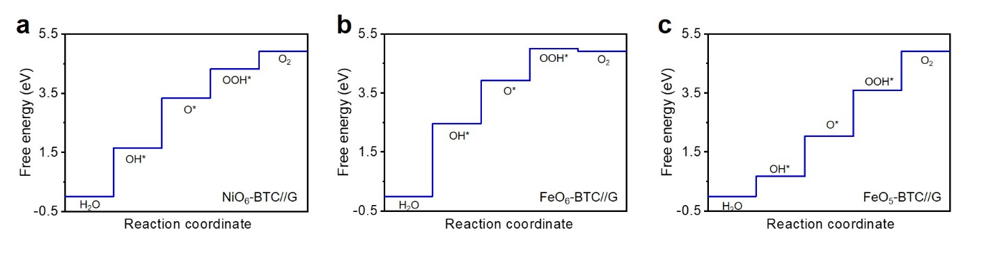 a
5.5
3.5
1.5
-0.5
Free energy (eV)
H₂O
OH*
O*
OOH*
O₂
NiO₆-BTC//G
Reaction coordinate
b
5.5
3.5
1.5
-0.5
Free energy (eV)
H₂O
OH*
O*
OOH*
O₂
FeO₆-BTC//G
Reaction coordinate
c
5.5
3.5
1.5
-0.5
Free energy (eV)
H₂O
OH*
O*
OOH*
O₂
FeO₅-BTC//G
Reaction coordinate